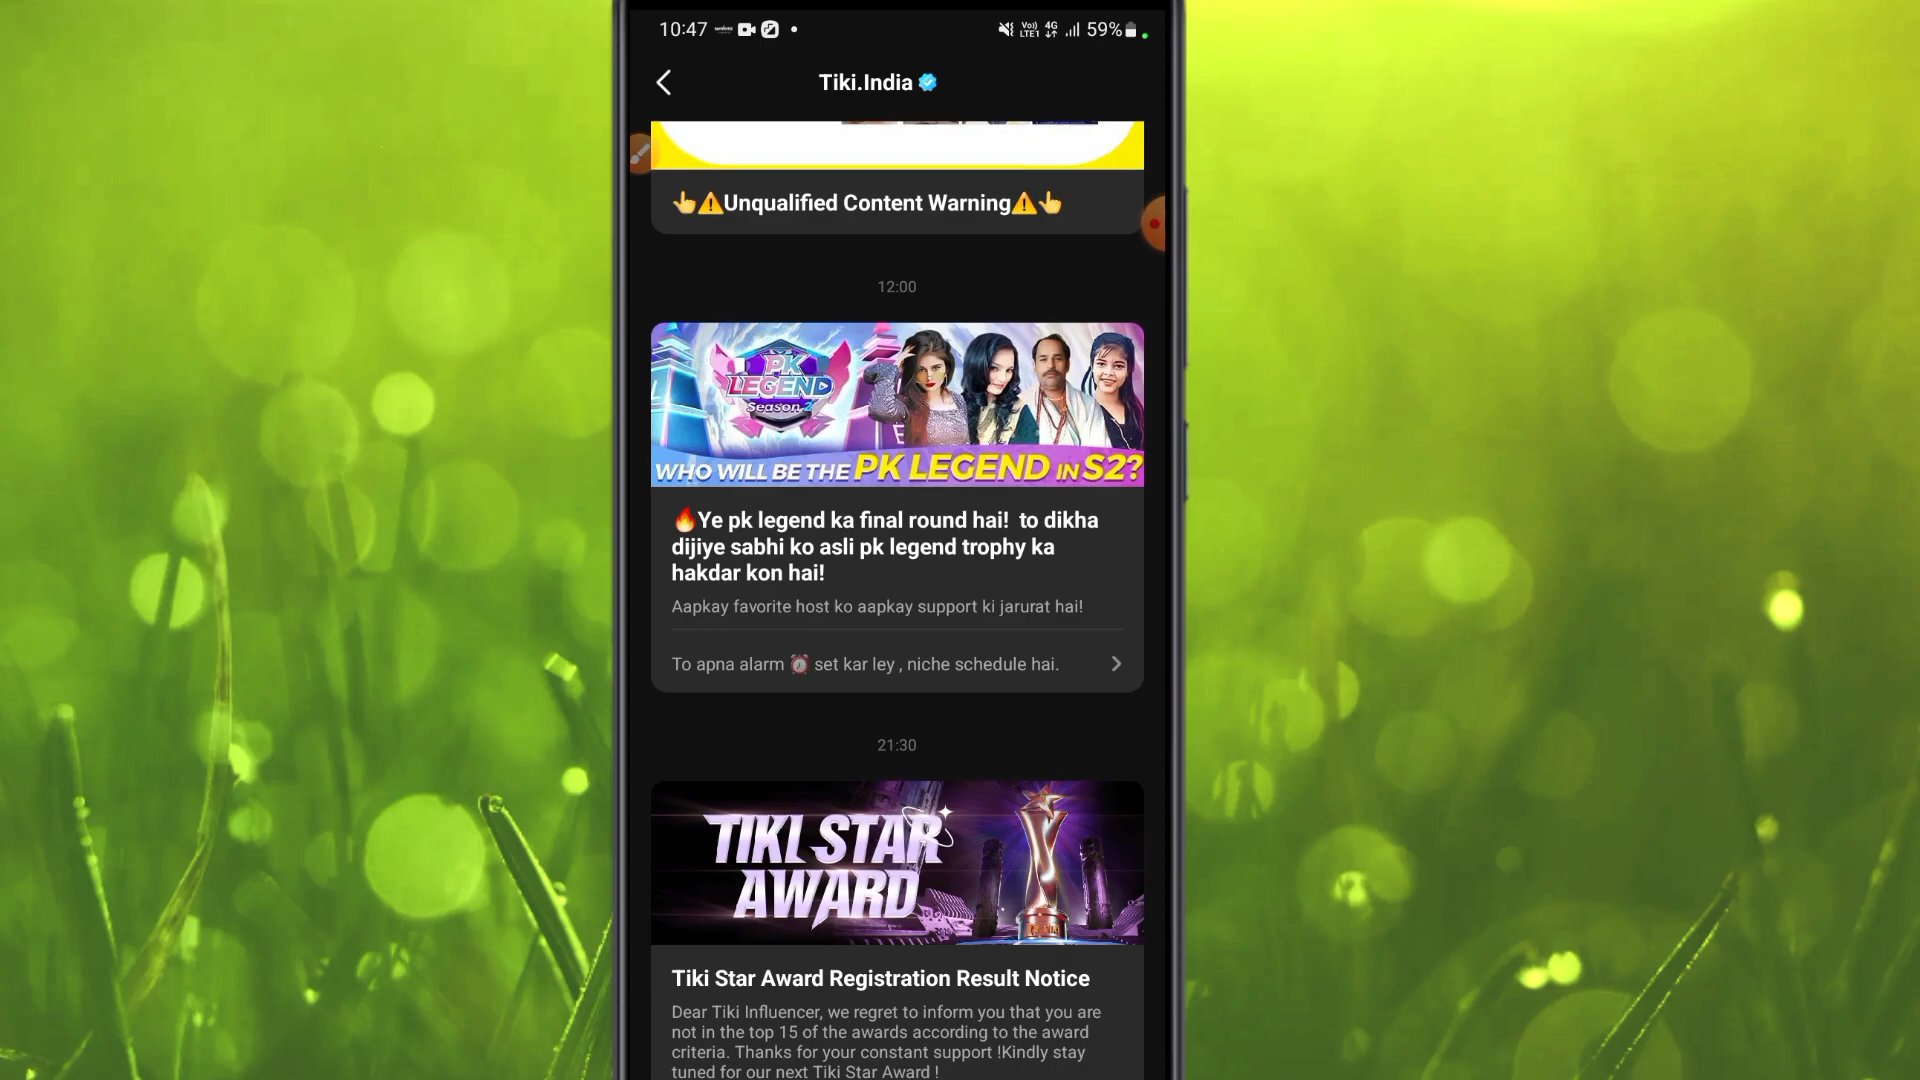 10:47
Vo))
LTE1
4G
59%
Tiki.India
👆⚠️Unqualified Content Warning⚠️👆
12:00
PK
LEGEND
Season 2
WHO WILL BE THE PK LEGEND IN S2?
🔥Ye pk legend ka final round hai!  to dikha
dijiye sabhi ko asli pk legend trophy ka
hakdar kon hai!
Aapkay favorite host ko aapkay support ki jarurat hai!
To apna alarm ⏰ set kar ley , niche schedule hai.
21:30
TIKI STAR
AWARD
Tiki Star Award Registration Result Notice
Dear Tiki Influencer, we regret to inform you that you are
not in the top 15 of the awards according to the award
criteria. Thanks for your constant support !Kindly stay
tuned for our next Tiki Star Award !